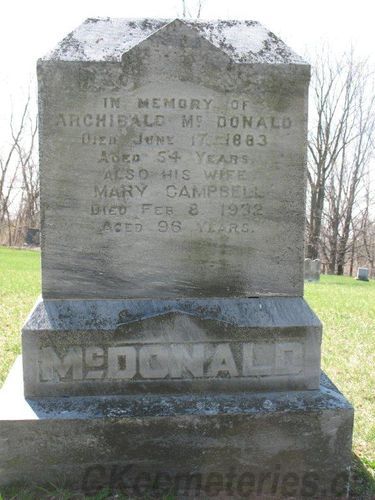 In Memory of
Archibald McDonald
Died June 17, 1883
Aged 54 Years.
Also His Wife
Mary Campbell
Died Feb 8 1932
Aged 96 Years.
McDONALD
CKcemeteries.ca